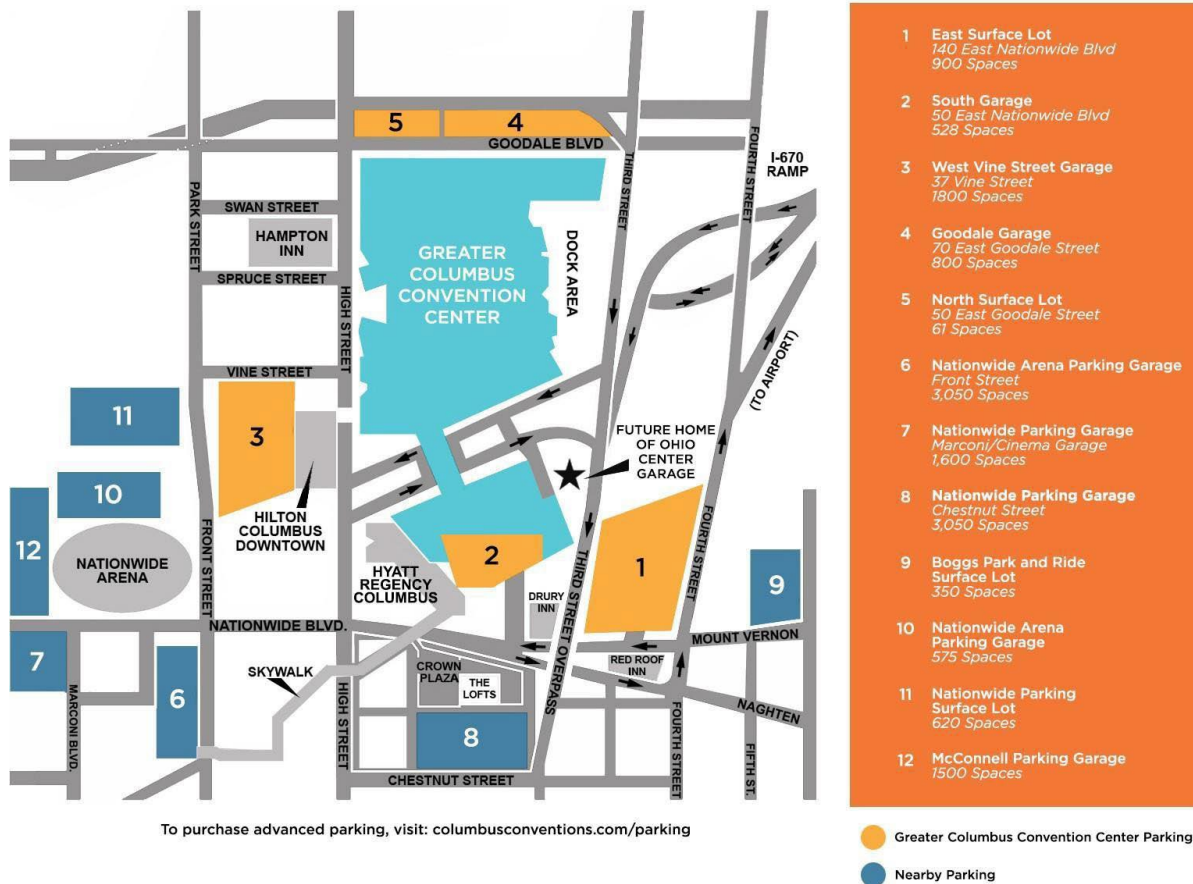 5
4
GOODALE BLVD
I-670
RAMP
PARK STREET
THIRD STREET
FOURTH STREET
SWAN STREET
HAMPTON
INN
SPRUCE STREET
HIGH STREET
GREATER
COLUMBUS
CONVENTION
CENTER
DOCK AREA
VINE STREET
(TO AIRPORT)
11
3
FUTURE HOME
OF OHIO
CENTER
GARAGE
10
12
NATIONWIDE
ARENA
FRONT STREET
HILTON
COLUMBUS
DOWNTOWN
2
HYATT
REGENCY
COLUMBUS
1
FOURTH STREET
9
DRURY
INN
THIRD STREET OVERPASS
NATIONWIDE BLVD.
MOUNT VERNON
7
MARCONI BLVD.
6
SKYWALK
HIGH STREET
CROWN
PLAZA
THE
LOFTS
RED ROOF
INN
NAGHTEN
8
CHESTNUT STREET
FOURTH STREET
FIFTH ST.
To purchase advanced parking, visit: columbusconventions.com/parking
1 East Surface Lot
140 East Nationwide Blvd
900 Spaces
2 South Garage
50 East Nationwide Blvd
528 Spaces
3 West Vine Street Garage
37 Vine Street
1800 Spaces
4 Goodale Garage
70 East Goodale Street
800 Spaces
5 North Surface Lot
50 East Goodale Street
61 Spaces
6 Nationwide Arena Parking Garage
Front Street
3,050 Spaces
7 Nationwide Parking Garage
Marconi/Cinema Garage
1,600 Spaces
8 Nationwide Parking Garage
Chestnut Street
3,050 Spaces
9 Boggs Park and Ride
Surface Lot
350 Spaces
10 Nationwide Arena
Parking Garage
575 Spaces
11 Nationwide Parking
Surface Lot
620 Spaces
12 McConnell Parking Garage
1500 Spaces
Greater Columbus Convention Center Parking
Nearby Parking